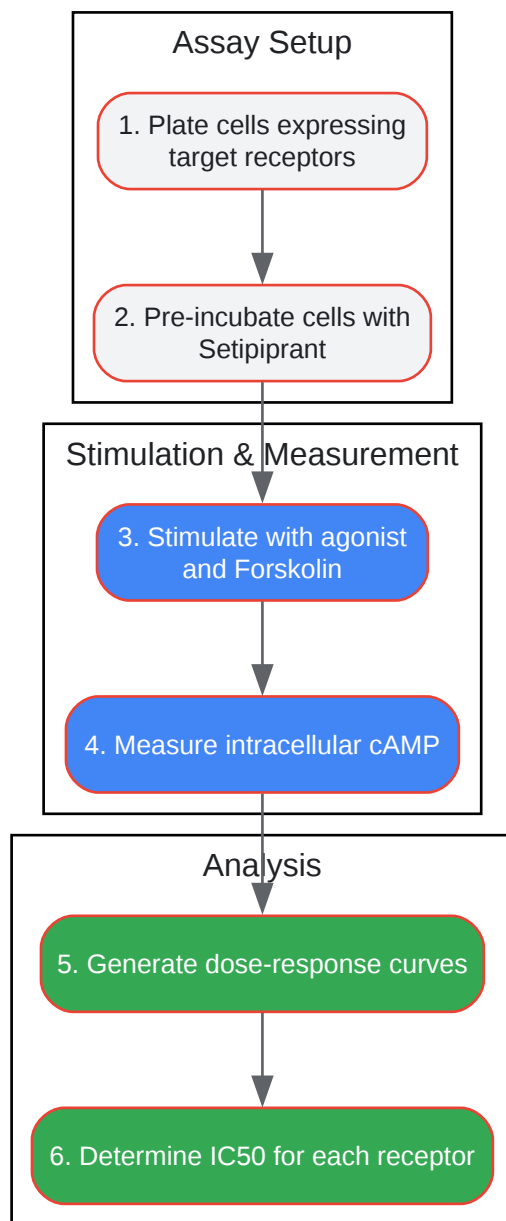 Assay Setup
1. Plate cells expressing
target receptors
2. Pre-incubate cells with
Setipiprant
Stimulation & Measurement
3. Stimulate with agonist
and Forskolin
4. Measure intracellular cAMP
Analysis
5. Generate dose-response curves
6. Determine IC50 for each receptor